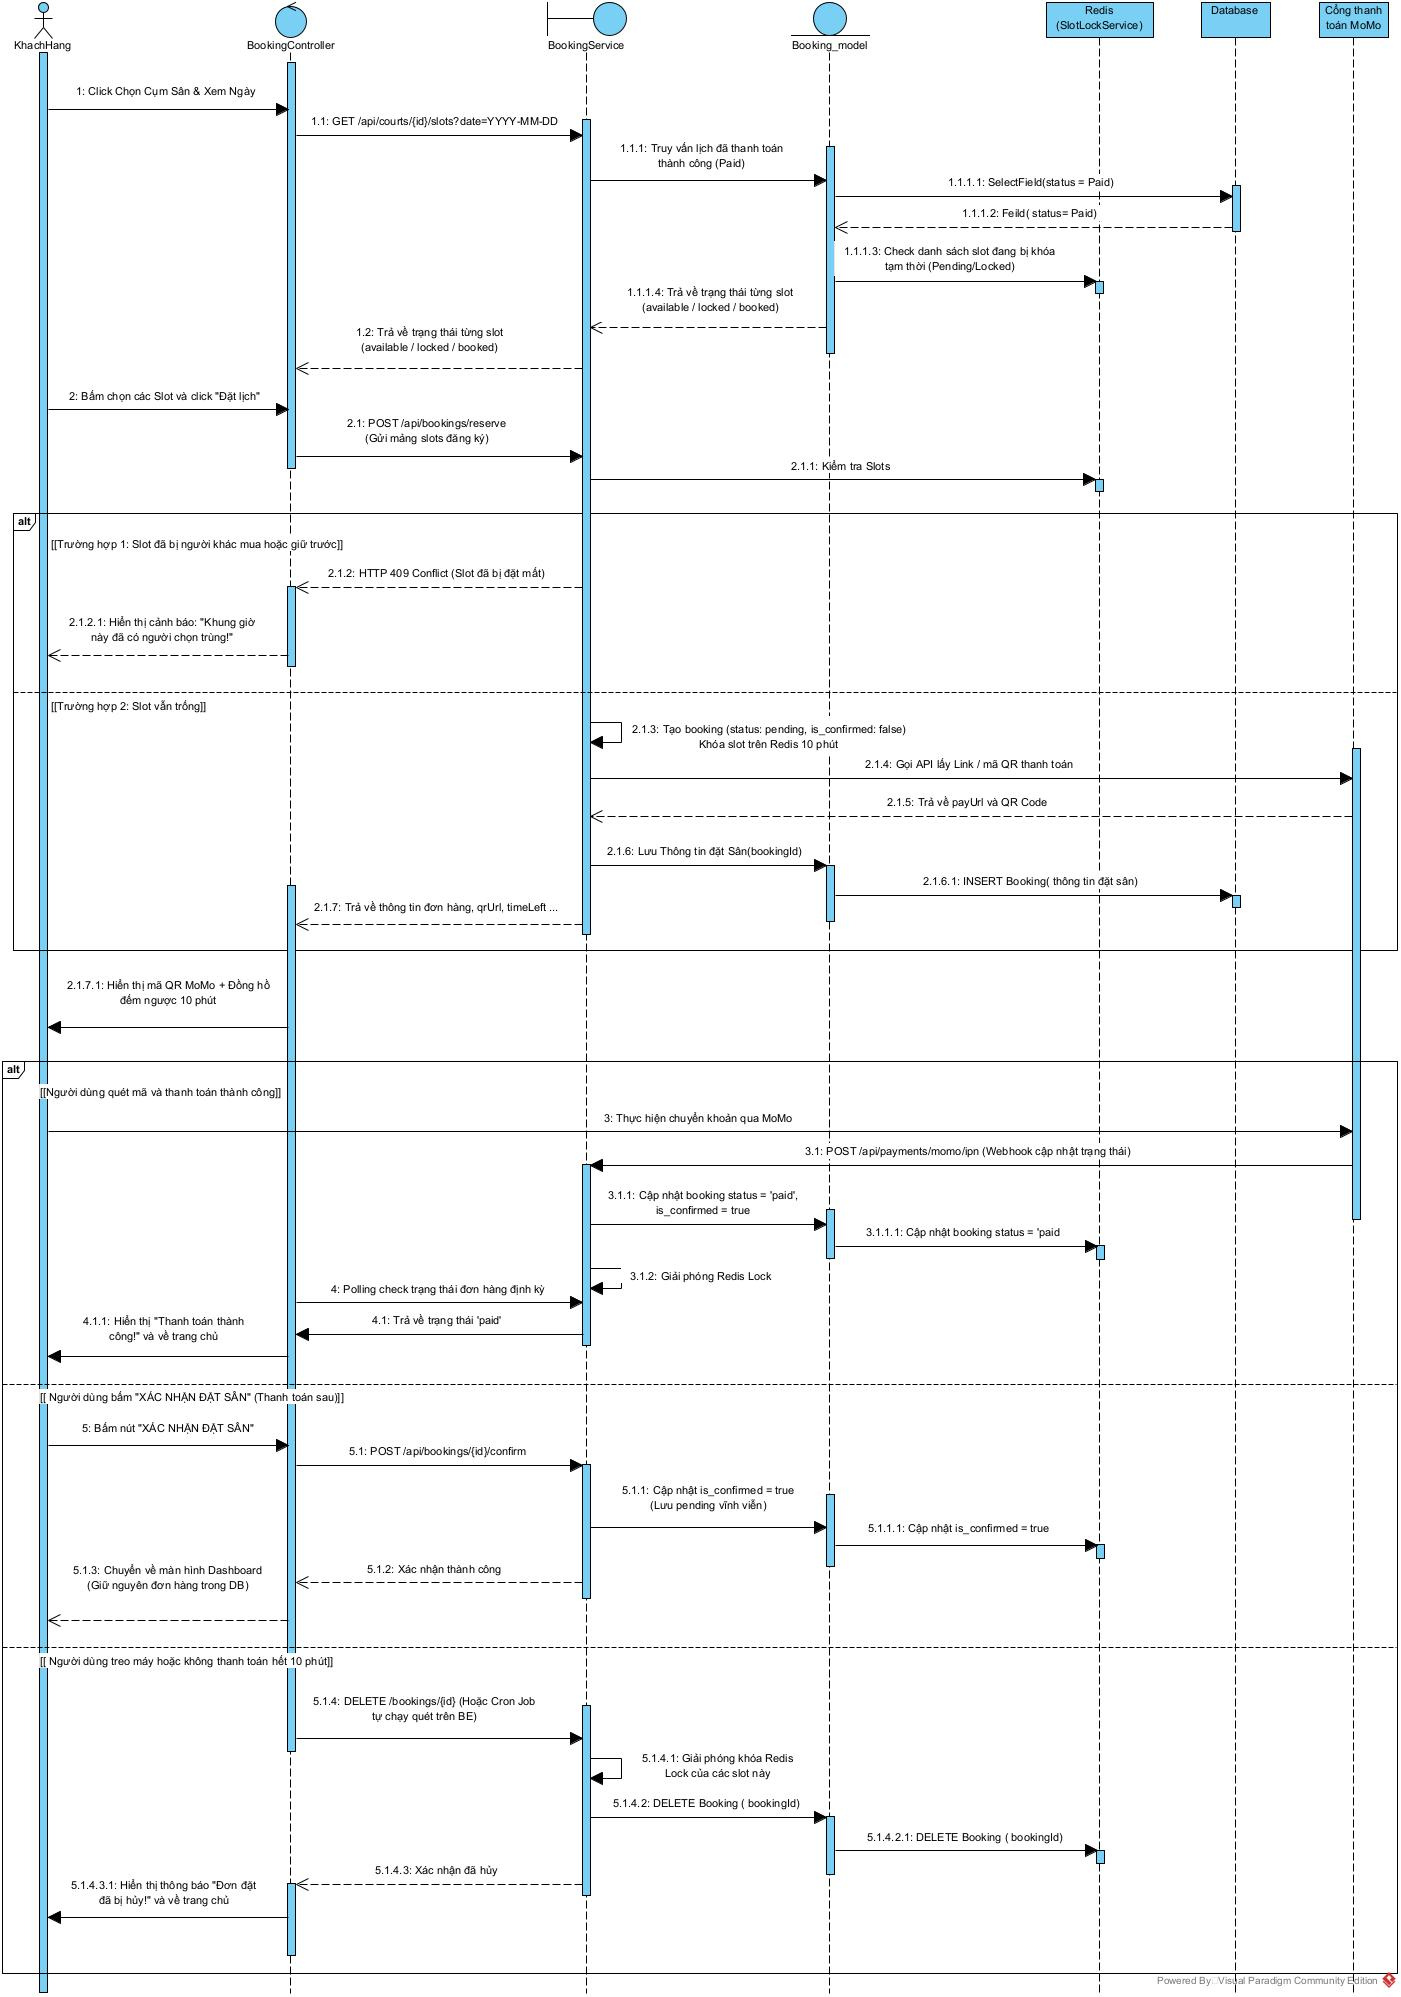 KhachHang
BookingController
BookingService
Booking_model
Redis
(SlotLockService)
Database
Cổng thanh
toán MoMo
1: Click Chọn Cụm Sân & Xem Ngày
1.1: GET /api/courts/{id}/slots?date=YYYY-MM-DD
1.1.1: Truy vấn lịch đã thanh toán
thành công (Paid)
1.1.1.1: SelectField(status = Paid)
1.1.1.2: Feild( status= Paid)
1.1.1.3: Check danh sách slot đang bị khóa
tạm thời (Pending/Locked)
1.1.1.4: Trả về trạng thái từng slot
(available / locked / booked)
1.2: Trả về trạng thái từng slot
(available / locked / booked)
2: Bấm chọn các Slot và click "Đặt lịch"
2.1: POST /api/bookings/reserve
(Gửi mảng slots đăng ký)
2.1.1: Kiểm tra Slots
alt
[[Trường hợp 1: Slot đã bị người khác mua hoặc giữ trước]]
2.1.2: HTTP 409 Conflict (Slot đã bị đặt mất)
2.1.2.1: Hiển thị cảnh báo: "Khung giờ
này đã có người chọn trùng!"
[[Trường hợp 2: Slot vẫn trống]]
2.1.3: Tạo booking (status: pending, is_confirmed: false)
Khóa slot trên Redis 10 phút
2.1.4: Gọi API lấy Link / mã QR thanh toán
2.1.5: Trả về payUrl và QR Code
2.1.6: Lưu Thông tin đặt Sân(bookingId)
2.1.6.1: INSERT Booking( thông tin đặt sân)
2.1.7: Trả về thông tin đơn hàng, qrUrl, timeLeft ...
2.1.7.1: Hiển thị mã QR MoMo + Đồng hồ
đếm ngược 10 phút
alt
[[Người dùng quét mã và thanh toán thành công]]
3: Thực hiện chuyển khoản qua MoMo
3.1: POST /api/payments/momo/ipn (Webhook cập nhật trạng thái)
3.1.1: Cập nhật booking status = 'paid',
is_confirmed = true
3.1.1.1: Cập nhật booking status = 'paid
3.1.2: Giải phóng Redis Lock
4: Polling check trạng thái đơn hàng định kỳ
4.1: Trả về trạng thái 'paid'
4.1.1: Hiển thị "Thanh toán thành
công!" và về trang chủ
[[ Người dùng bấm "XÁC NHẬN ĐẶT SÂN" (Thanh toán sau)]]
5: Bấm nút "XÁC NHẬN ĐẶT SÂN"
5.1: POST /api/bookings/{id}/confirm
5.1.1: Cập nhật is_confirmed = true
(Lưu pending vĩnh viễn)
5.1.1.1: Cập nhật is_confirmed = true
5.1.2: Xác nhận thành công
5.1.3: Chuyển về màn hình Dashboard
(Giữ nguyên đơn hàng trong DB)
[[ Người dùng treo máy hoặc không thanh toán hết 10 phút]]
5.1.4: DELETE /bookings/{id} (Hoặc Cron Job
tự chạy quét trên BE)
5.1.4.1: Giải phóng khóa Redis
Lock của các slot này
5.1.4.2: DELETE Booking ( bookingId)
5.1.4.2.1: DELETE Booking ( bookingId)
5.1.4.3: Xác nhận đã hủy
5.1.4.3.1: Hiển thị thông báo "Đơn đặt
đã bị hủy!" và về trang chủ
Powered By Visual Paradigm Community Edition